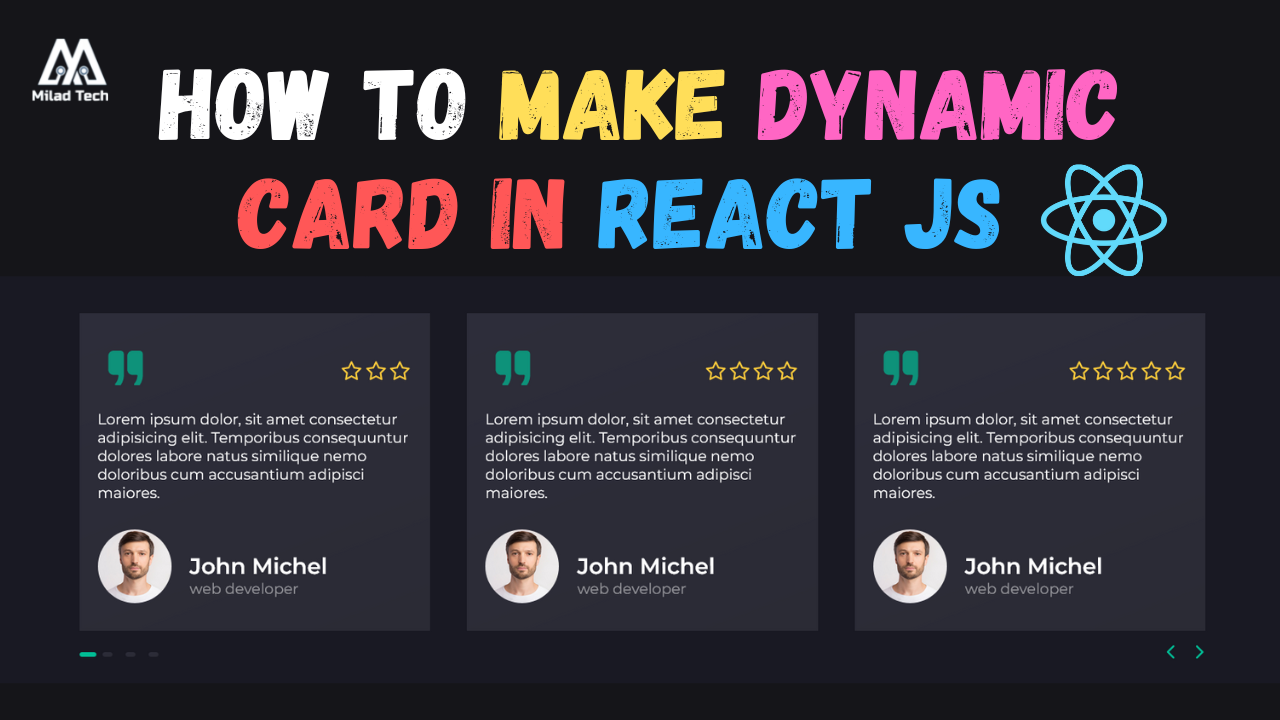 Milad Tech
HOW TO MAKE DYNAMIC
CARD IN REACT JS
Lorem ipsum dolor, sit amet consectetur
adipisicing elit. Temporibus consequuntur
dolores labore natus similique nemo
doloribus cum accusantium adipisci
maiores.
John Michel
web developer
Lorem ipsum dolor, sit amet consectetur
adipisicing elit. Temporibus consequuntur
dolores labore natus similique nemo
doloribus cum accusantium adipisci
maiores.
John Michel
web developer
Lorem ipsum dolor, sit amet consectetur
adipisicing elit. Temporibus consequuntur
dolores labore natus similique nemo
doloribus cum accusantium adipisci
maiores.
John Michel
web developer